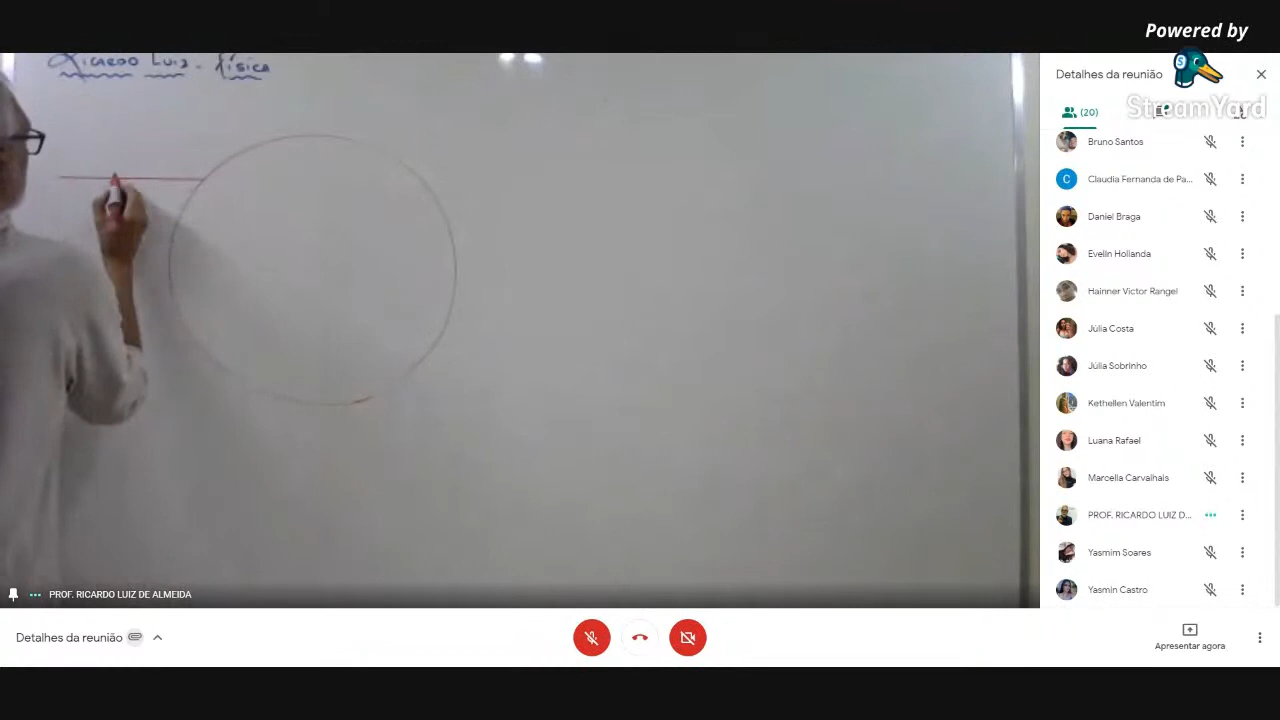 Powered by
StreamYard
Ricardo Luiz - física
Detalhes da reunião
(20)
Bruno Santos
Claudia Fernanda de Pa...
Daniel Braga
Evelin Hollanda
Hainner Victor Rangel
Júlia Costa
Júlia Sobrinho
Kethellen Valentim
Luana Rafael
Marcella Carvalhais
PROF. RICARDO LUIZ D...
Yasmim Soares
Yasmin Castro
PROF. RICARDO LUIZ DE ALMEIDA
Detalhes da reunião
Apresentar agora